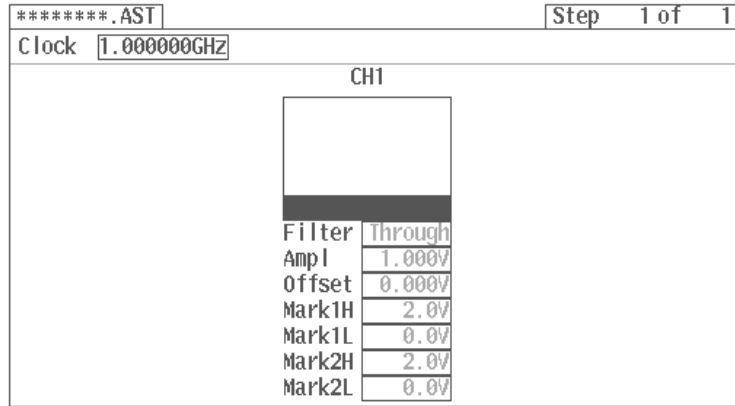 ********.AST Step 1 of 1
Clock 1.000000GHz
CH1
Filter Through
Ampl 1.000V
Offset 0.000V
Mark1H 2.0V
Mark1L 0.0V
Mark2H 2.0V
Mark2L 0.0V